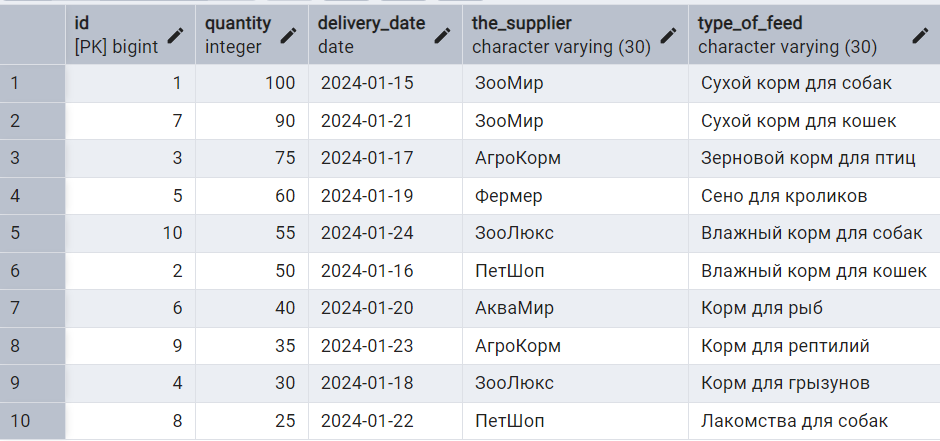 id quantity delivery_date the_supplier type_of_feed
[PK] bigint integer date character varying (30) character varying (30)
1 1 100 2024-01-15 ЗооМир Сухой корм для собак
2 7 90 2024-01-21 ЗооМир Сухой корм для кошек
3 3 75 2024-01-17 АгроКорм Зерновой корм для птиц
4 5 60 2024-01-19 Фермер Сено для кроликов
5 10 55 2024-01-24 ЗооЛюкс Влажный корм для собак
6 2 50 2024-01-16 ПетШоп Влажный корм для кошек
7 6 40 2024-01-20 АкваМир Корм для рыб
8 9 35 2024-01-23 АгроКорм Корм для рептилий
9 4 30 2024-01-18 ЗооЛюкс Корм для грызунов
10 8 25 2024-01-22 ПетШоп Лакомства для собак